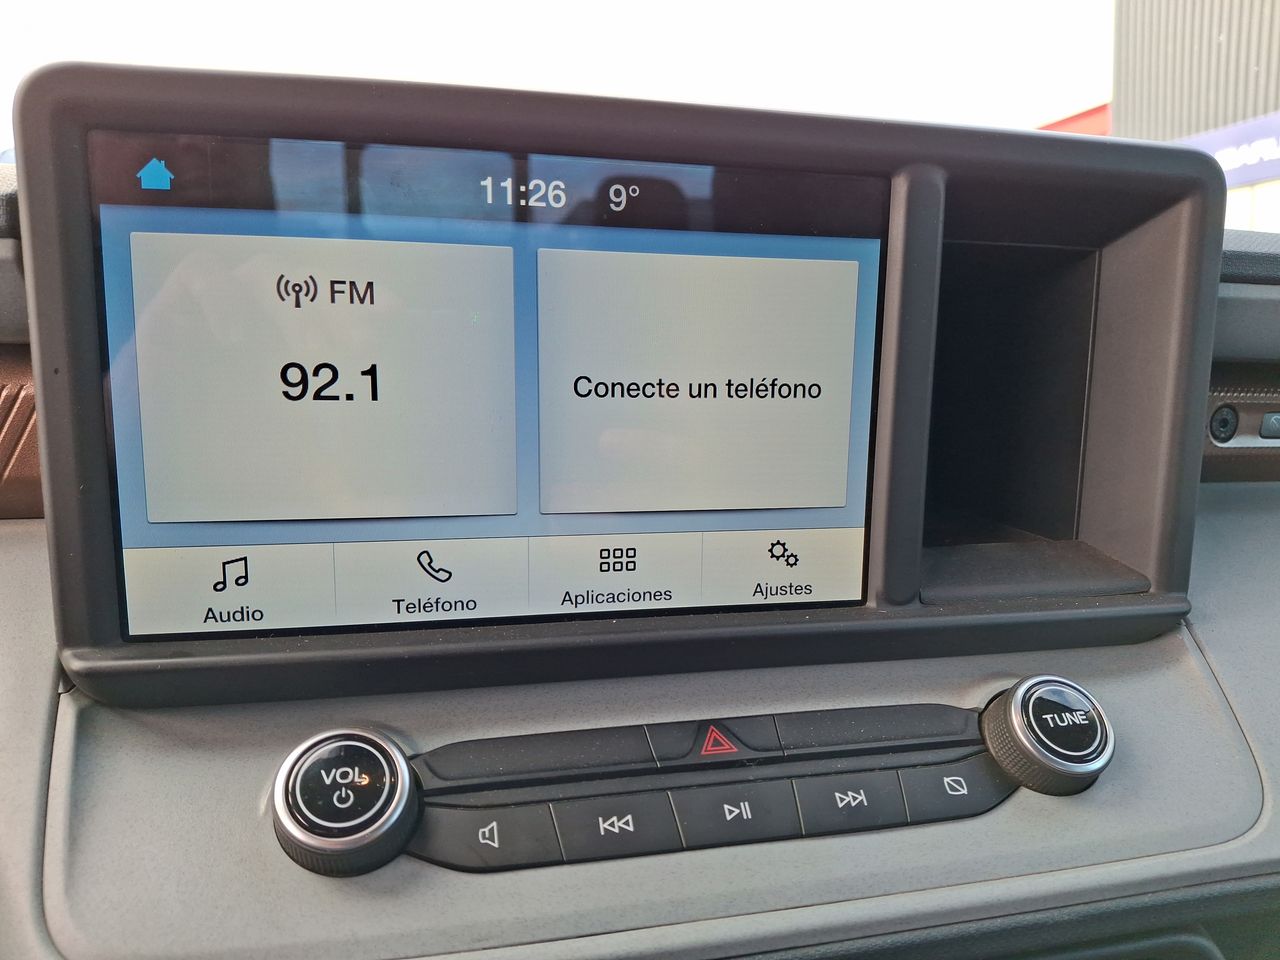 11:26 9°
FM
92.1
Conecte un teléfono
Audio
Teléfono
Aplicaciones
Ajustes
VOL
TUNE